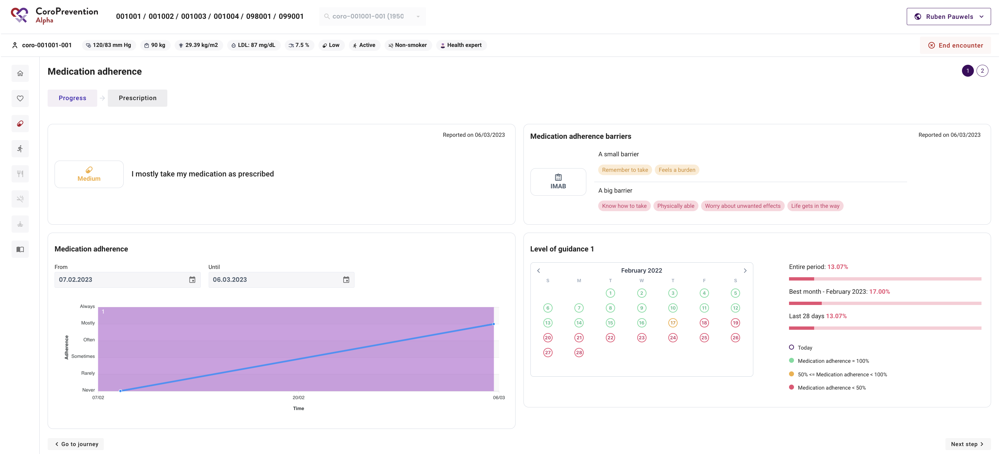 CoroPrevention
Alpha
001001 / 001002 / 001003 / 001004 / 098001 / 099001
coro-001001-001 (1950
Ruben Pauwels
coro-001001-001
120/83 mm Hg
90 kg
29.39 kg/m2
LDL: 87 mg/dL
7.5 %
Low
Active
Non-smoker
Health expert
End encounter
Medication adherence
1 2
Progress
Prescription
Reported on 06/03/2023
Medium
I mostly take my medication as prescribed
Medication adherence barriers
Reported on 06/03/2023
IMAB
A small barrier
Remember to take
Feels a burden
A big barrier
Know how to take
Physically able
Worry about unwanted effects
Life gets in the way
Medication adherence
From
07.02.2023
Until
06.03.2023
1
Adherence
Always
Mostly
Often
Sometimes
Rarely
Never
07/02 20/02 06/03
Time
Level of guidance 1
February 2022
S M T W T F S
1 2 3 4 5
6 7 8 9 10 11 12
13 14 15 16 17 18 19
20 21 22 23 24 25 26
27 28
Entire period: 13.07%
Best month - February 2023: 17.00%
Last 28 days 13.07%
Today
Medication adherence = 100%
50% <= Medication adherence < 100%
Medication adherence < 50%
Go to journey
Next step